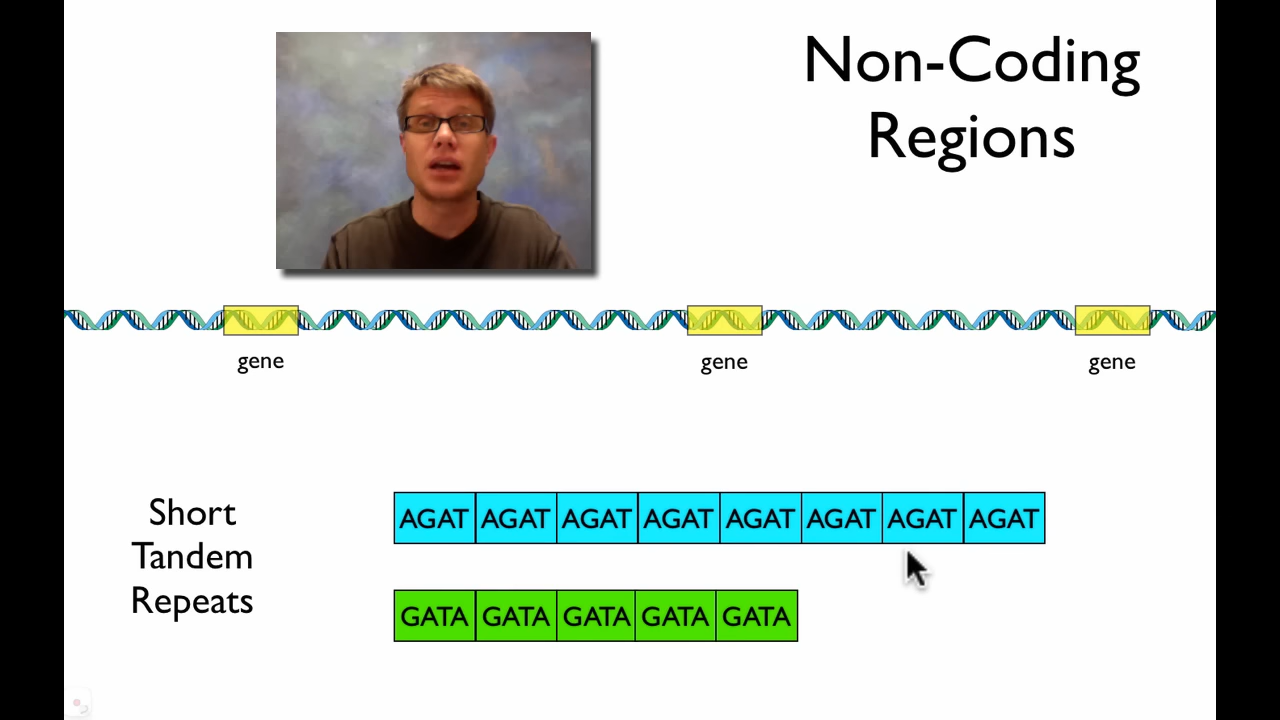 Non-Coding
Regions
gene gene gene
Short
Tandem
Repeats
AGAT AGAT AGAT AGAT AGAT AGAT AGAT AGAT
GATA GATA GATA GATA GATA